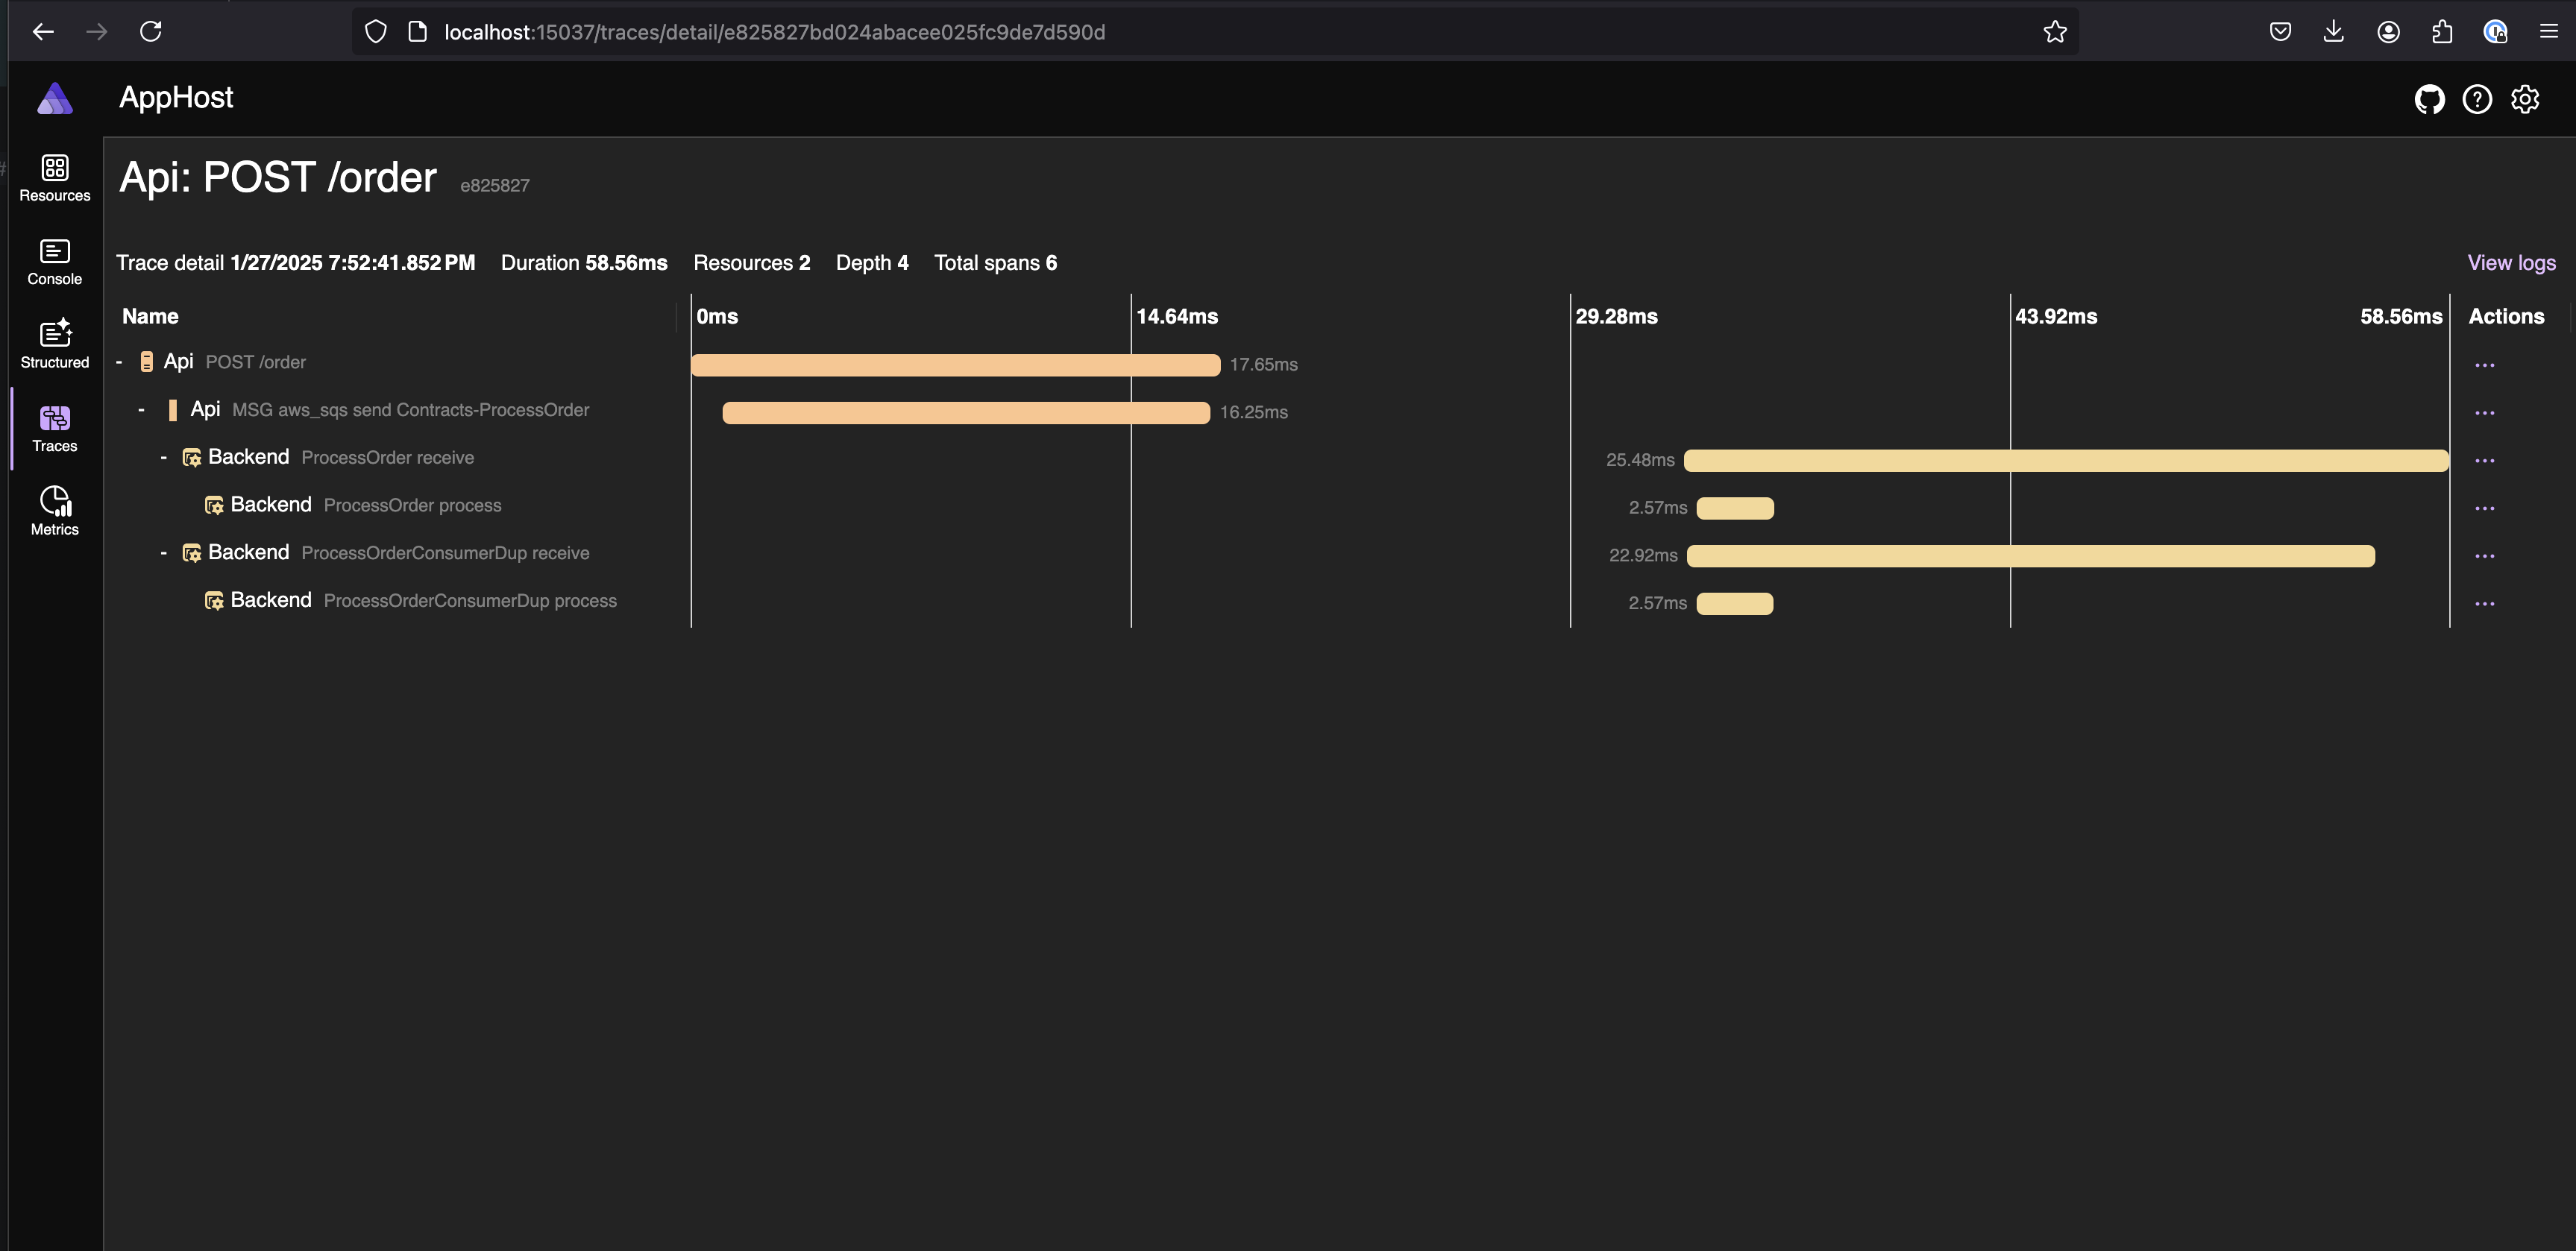 localhost:15037/traces/detail/e825827bd024abacee025fc9de7d590d
AppHost
Resources
Console
Structured
Traces
Metrics
Api: POST /order e825827
Trace detail 1/27/2025 7:52:41.852 PM Duration 58.56ms Resources 2 Depth 4 Total spans 6 View logs
Name 0ms 14.64ms 29.28ms 43.92ms 58.56ms Actions
- Api POST /order 17.65ms ...
- Api MSG aws_sqs send Contracts-ProcessOrder 16.25ms ...
- Backend ProcessOrder receive 25.48ms ...
Backend ProcessOrder process 2.57ms ...
- Backend ProcessOrderConsumerDup receive 22.92ms ...
Backend ProcessOrderConsumerDup process 2.57ms ...